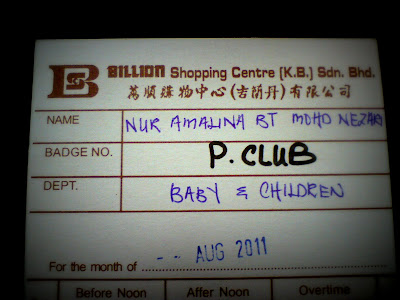 BILLION Shopping Centre (K.B.) Sdn. Bhd.
萬順購物中心(吉蘭丹)有限公司
NAME NUR AMALINA BT MOHD NEZARY
BADGE NO. P. CLUB
DEPT. BABY & CHILDREN
For the month of -- AUG 2011
Before Noon After Noon Overtime